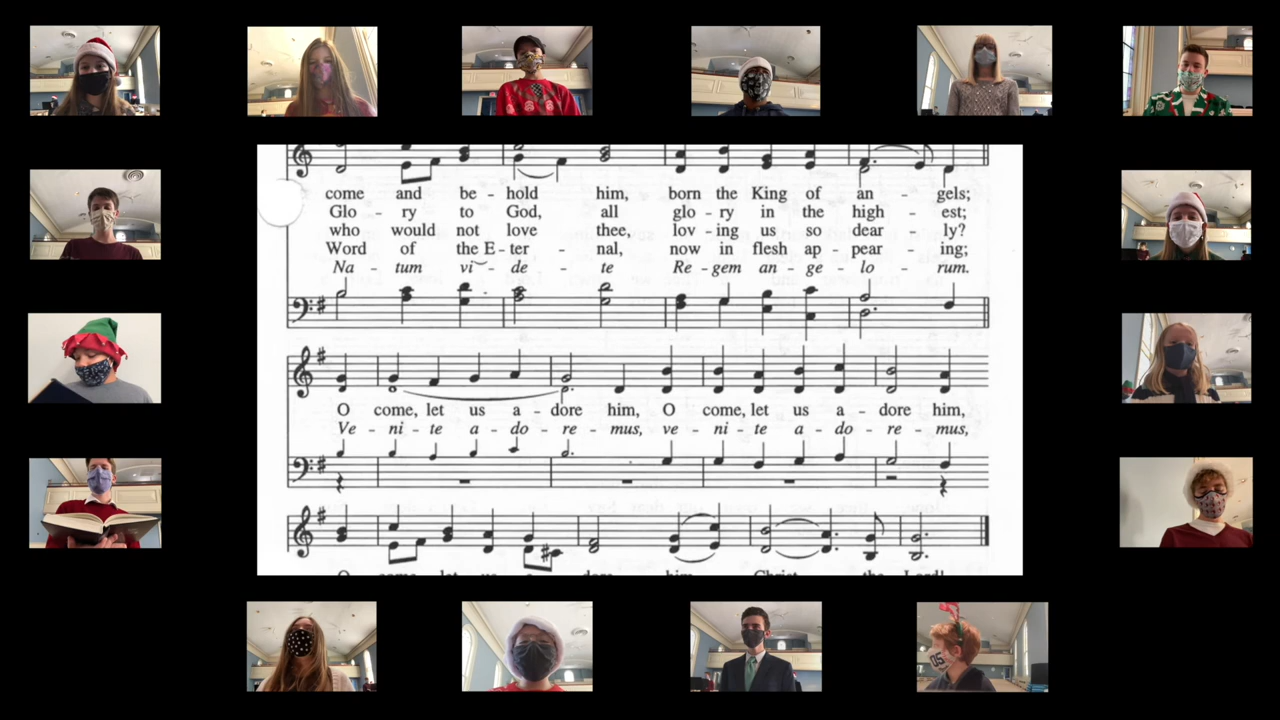 come and be - hold him, born the King of an - gels;
Glo - ry to God, all glo - ry in the high - est;
who would not love thee, lov - ing us so dear - ly?
Word of the E - ter - nal, now in flesh ap - pear - ing;
Na - tum vi - de - te Re - gem an - ge - lo - rum.
O come, let us a - dore him, O come, let us a - dore him,
Ve - ni - te a - do - re - mus, ve - ni - te a - do - re - mus,